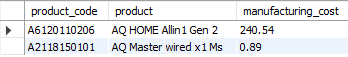 product_code product manufacturing_cost
A6120110206 AQ HOME Allin1 Gen 2 240.54
A2118150101 AQ Master wired x1 Ms 0.89